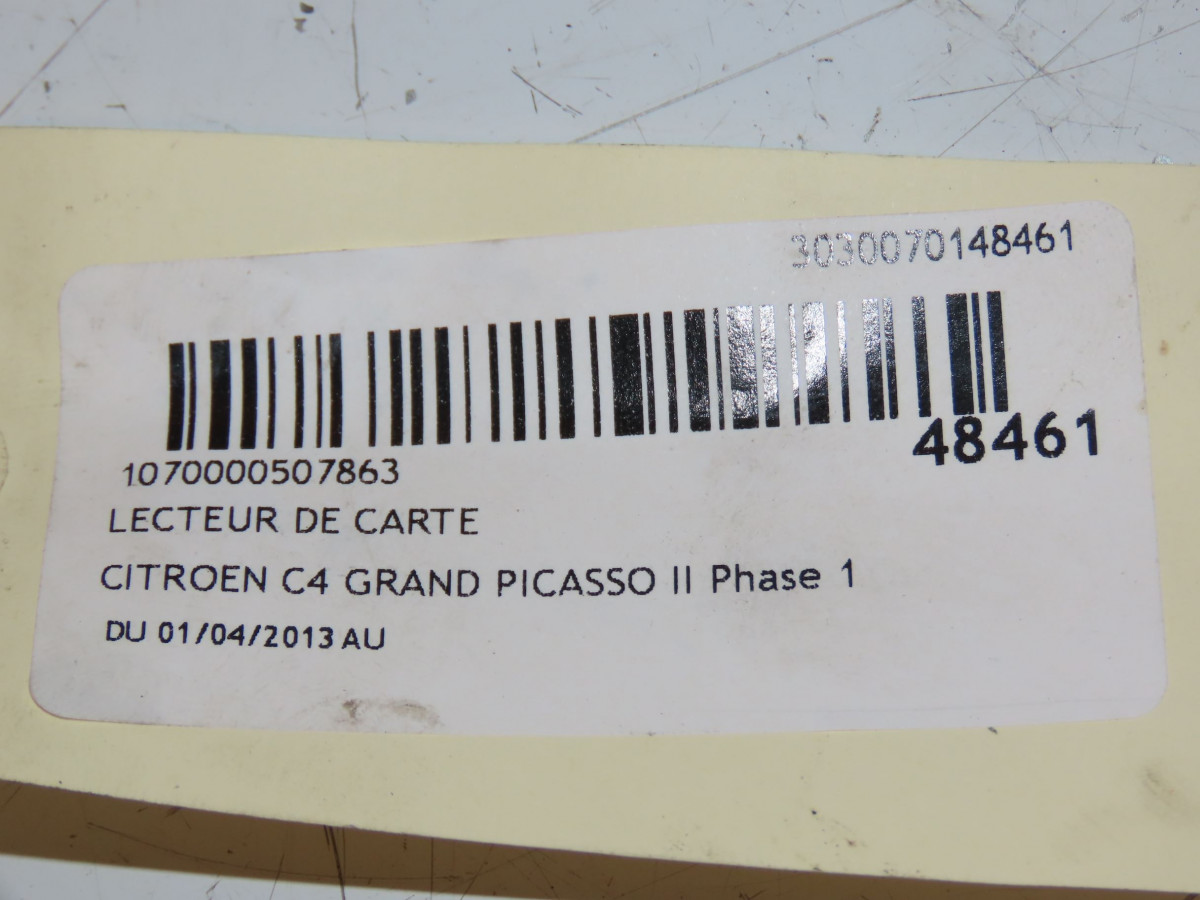 3030070148461
48461
1070000507863
LECTEUR DE CARTE
CITROEN C4 GRAND PICASSO II Phase 1
DU 01/04/2013 AU